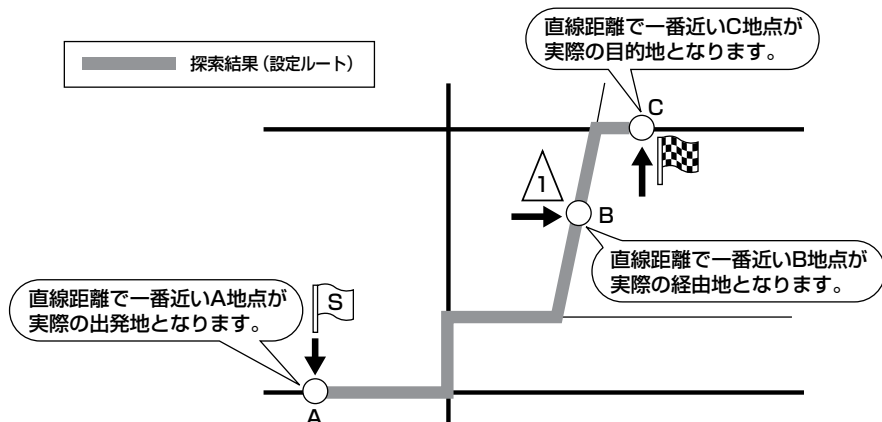 直線距離で一番近いC地点が
実際の目的地となります。
探索結果(設定ルート)
C
1
B
直線距離で一番近いB地点が
実際の経由地となります。
直線距離で一番近いA地点が
実際の出発地となります。
S
A